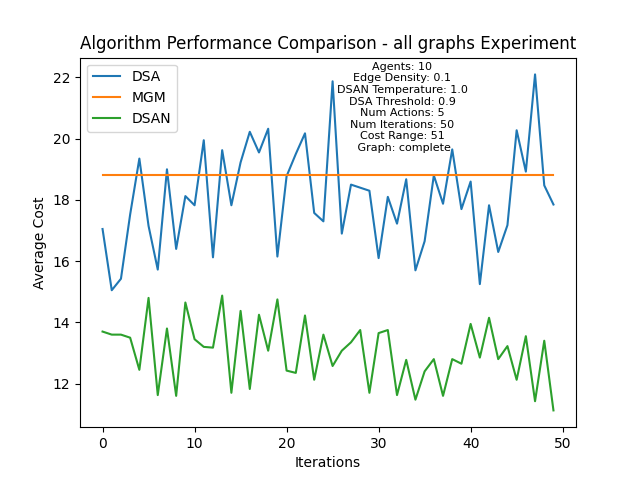 Algorithm Performance Comparison - all graphs Experiment
DSA
MGM
DSAN
Agents: 10
Edge Density: 0.1
DSAN Temperature: 1.0
DSA Threshold: 0.9
Num Actions: 5
Num Iterations: 50
Cost Range: 51
Graph: complete
Average Cost
22
20
18
16
14
12
0 10 20 30 40 50
Iterations